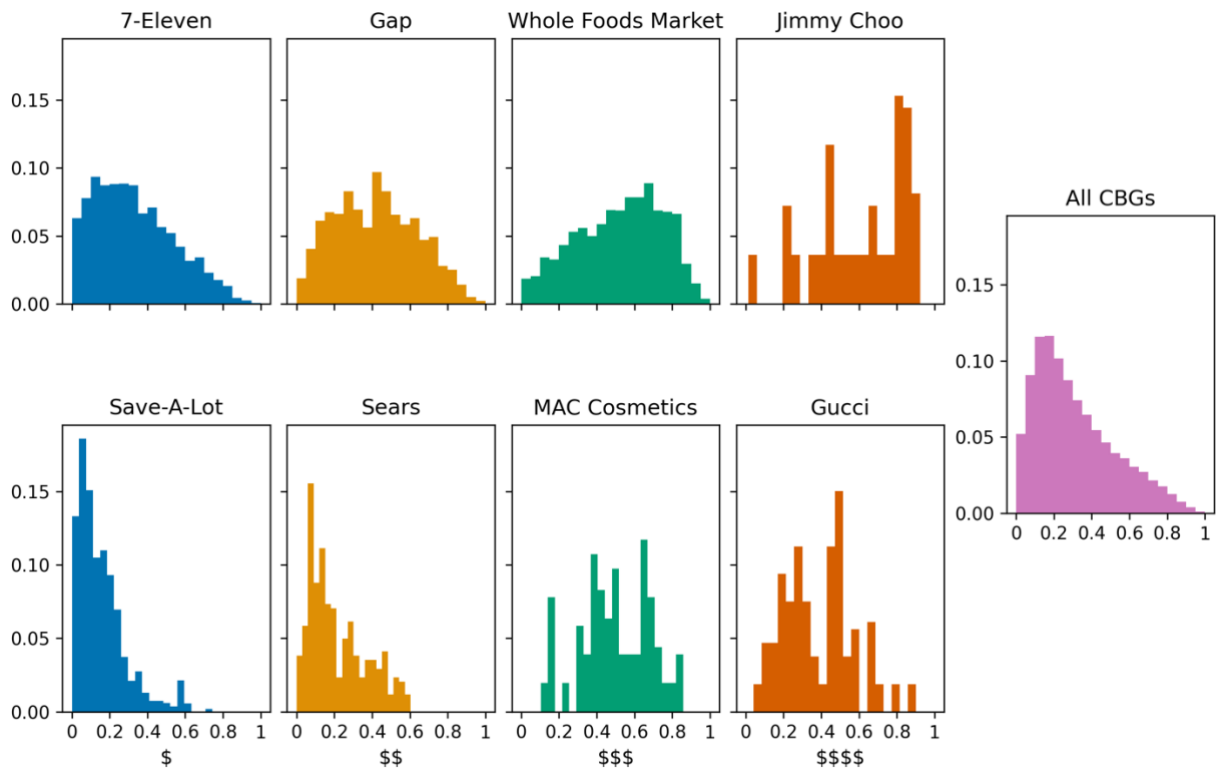 7-Eleven
Gap
Whole Foods Market
Jimmy Choo
0.15
0.10
0.05
0.00
All CBGs
0.15
0.10
0.05
0.00
0 0.2 0.4 0.6 0.8 1
Save-A-Lot
Sears
MAC Cosmetics
Gucci
0.15
0.10
0.05
0.00
0 0.2 0.4 0.6 0.8 1
0 0.2 0.4 0.6 0.8 1
0 0.2 0.4 0.6 0.8 1
0 0.2 0.4 0.6 0.8 1
$
$$
$$$
$$$$